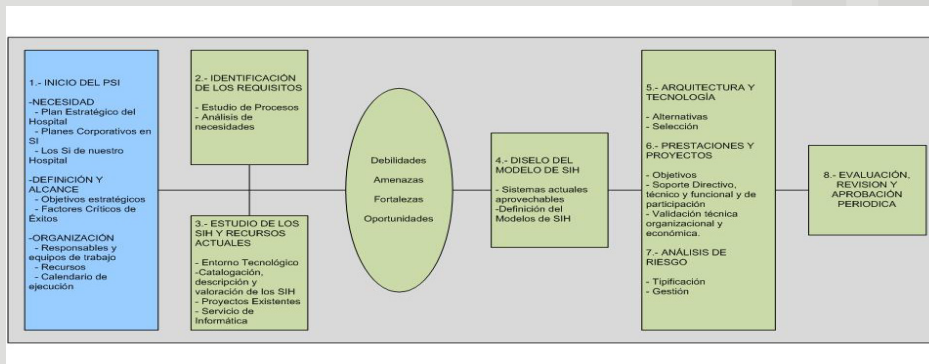 1.- INICIO DEL PSI
-NECESIDAD
- Plan Estratégico del
Hospital
- Planes Corporativos en
SI
- Los Si de nuestro
Hospital
-DEFINICIÓN Y
ALCANCE
- Objetivos estratégicos
- Factores Críticos de
Éxitos
-ORGANIZACIÓN
- Responsables y
equipos de trabajo
- Recursos
- Calendario de
ejecución
2.- IDENTIFICACIÓN
DE LOS REQUISITOS
- Estudio de Procesos
- Análisis de
necesidades
3.- ESTUDIO DE LOS
SIH Y RECURSOS
ACTUALES
- Entorno Tecnológico
-Catalogación,
descripción y
valoración de los SIH
- Proyectos Existentes
- Servicio de
Informática
Debilidades
Amenazas
Fortalezas
Oportunidades
4.- DISELO DEL
MODELO DE SIH
- Sistemas actuales
aprovechables
-Definición del
Modelos de SIH
5.- ARQUITECTURA Y
TECNOLOGÌA
- Alternativas
- Selección
6.- PRESTACIONES Y
PROYECTOS
- Objetivos
- Soporte Directivo,
técnico y funcional y de
participación
- Validación técnica
organizacional y
económica.
7.- ANÁLISIS DE
RIESGO
- Tipificación
- Gestión
8.- EVALUACIÓN,
REVISION Y
APROBACIÓN
PERIODICA